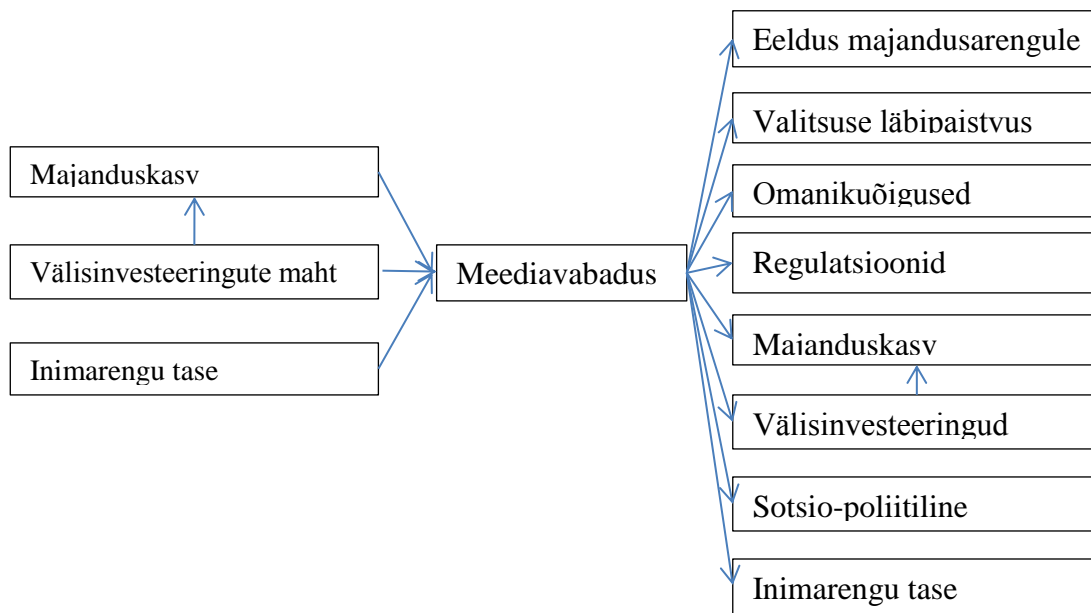 Majanduskasv
Välisinvesteeringute maht
Inimarengu tase
Meediavabadus
Eeldus majandusarengule
Valitsuse läbipaistvus
Omanikuõigused
Regulatsioonid
Majanduskasv
Välisinvesteeringud
Sotsio-poliitiline
Inimarengu tase